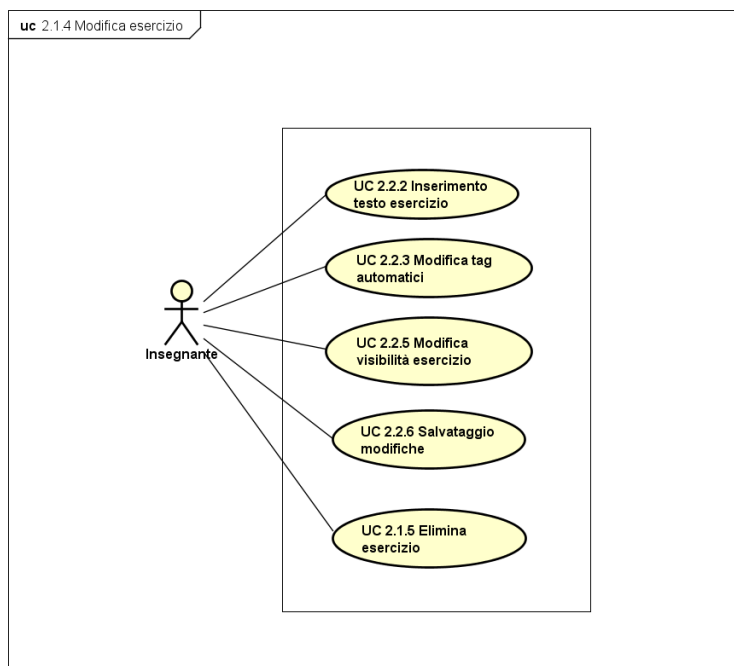 uc 2.1.4 Modifica esercizio
UC 2.2.2 Inserimento
testo esercizio
UC 2.2.3 Modifica tag
automatici
UC 2.2.5 Modifica
visibilità esercizio
Insegnante
UC 2.2.6 Salvataggio
modifiche
UC 2.1.5 Elimina
esercizio